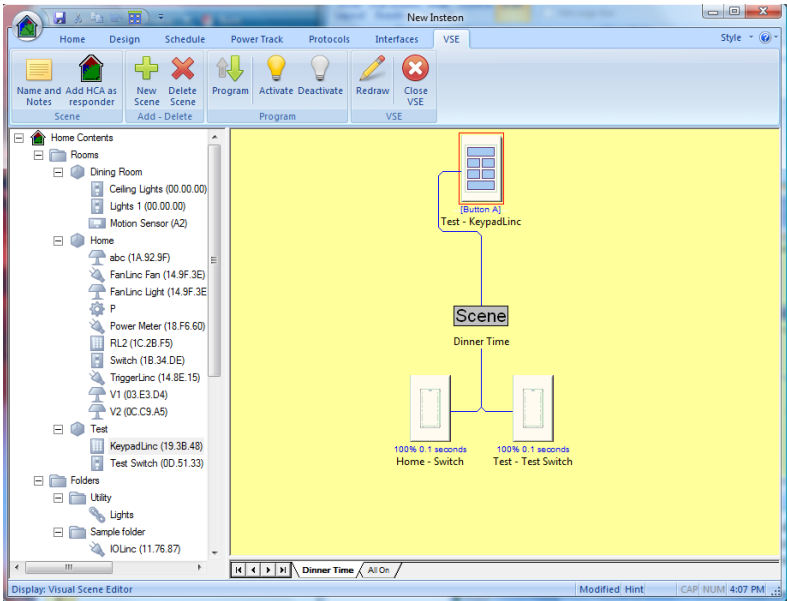 New Insteon
Home Design Schedule Power Track Protocols Interfaces VSE Style
Name and Notes
Add HCA as responder
New Scene
Delete Scene
Program
Activate
Deactivate
Redraw
Close VSE
Scene
Add - Delete
Program
VSE
Home Contents
Rooms
Dining Room
Ceiling Lights (00.00.00)
Lights 1 (00.00.00)
Motion Sensor (A2)
Home
abc (1A.92.9F)
FanLinc Fan (14.9F.3E)
FanLinc Light (14.9F.3E
P
Power Meter (18.F6.60)
RL2 (1C.2B.F5)
Switch (1B.34.DE)
TriggerLinc (14.8E.15)
V1 (03.E3.D4)
V2 (0C.C9.A5)
Test
KeypadLinc (19.3B.48)
Test Switch (0D.51.33)
Folders
Utility
Lights
Sample folder
IOLinc (11.76.87)
[Button A]
Test - KeypadLinc
Scene
Dinner Time
100% 0.1 seconds
Home - Switch
100% 0.1 seconds
Test - Test Switch
Dinner Time
All On
Display: Visual Scene Editor
Modified Hint CAP NUM 4:07 PM